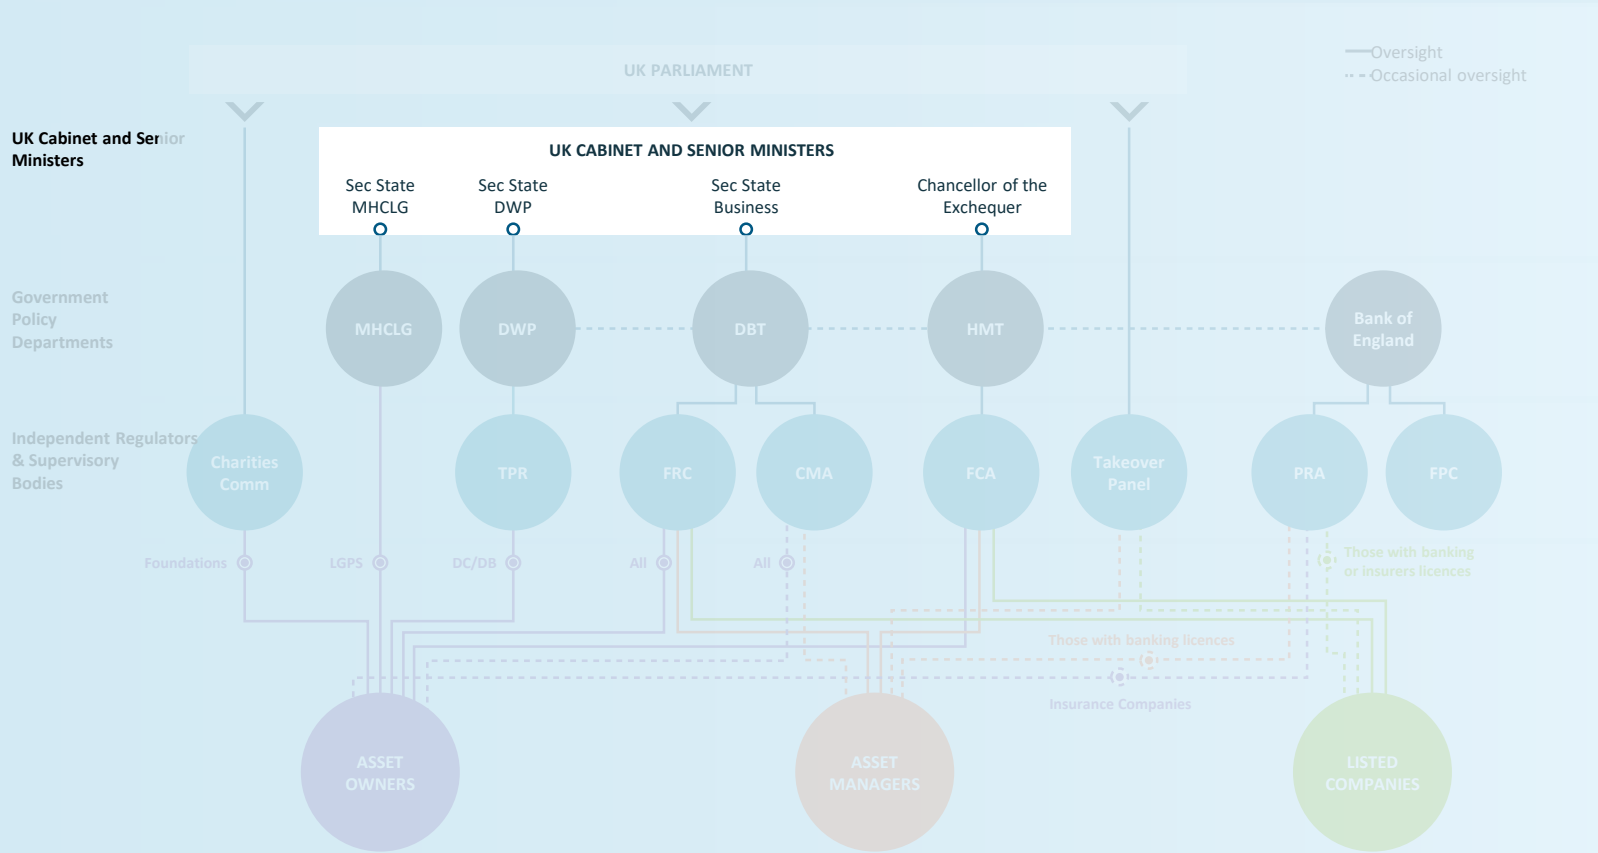 UK PARLIAMENT
Oversight
Occasional oversight
UK Cabinet and Senior
Ministers
UK CABINET AND SENIOR MINISTERS
Sec State
MHCLG
Sec State
DWP
Sec State
Business
Chancellor of the
Exchequer
Government
Policy
Departments
MHCLG
DWP
DBT
HMT
Bank of
England
Independent Regulators
& Supervisory
Bodies
Charities
Comm
TPR
FRC
CMA
FCA
Takeover
Panel
PRA
FPC
Foundations
LGPS
DC/DB
All
All
Those with banking
or insurers licences
Those with banking licences
Insurance Companies
ASSET
OWNERS
ASSET
MANAGERS
LISTED
COMPANIES